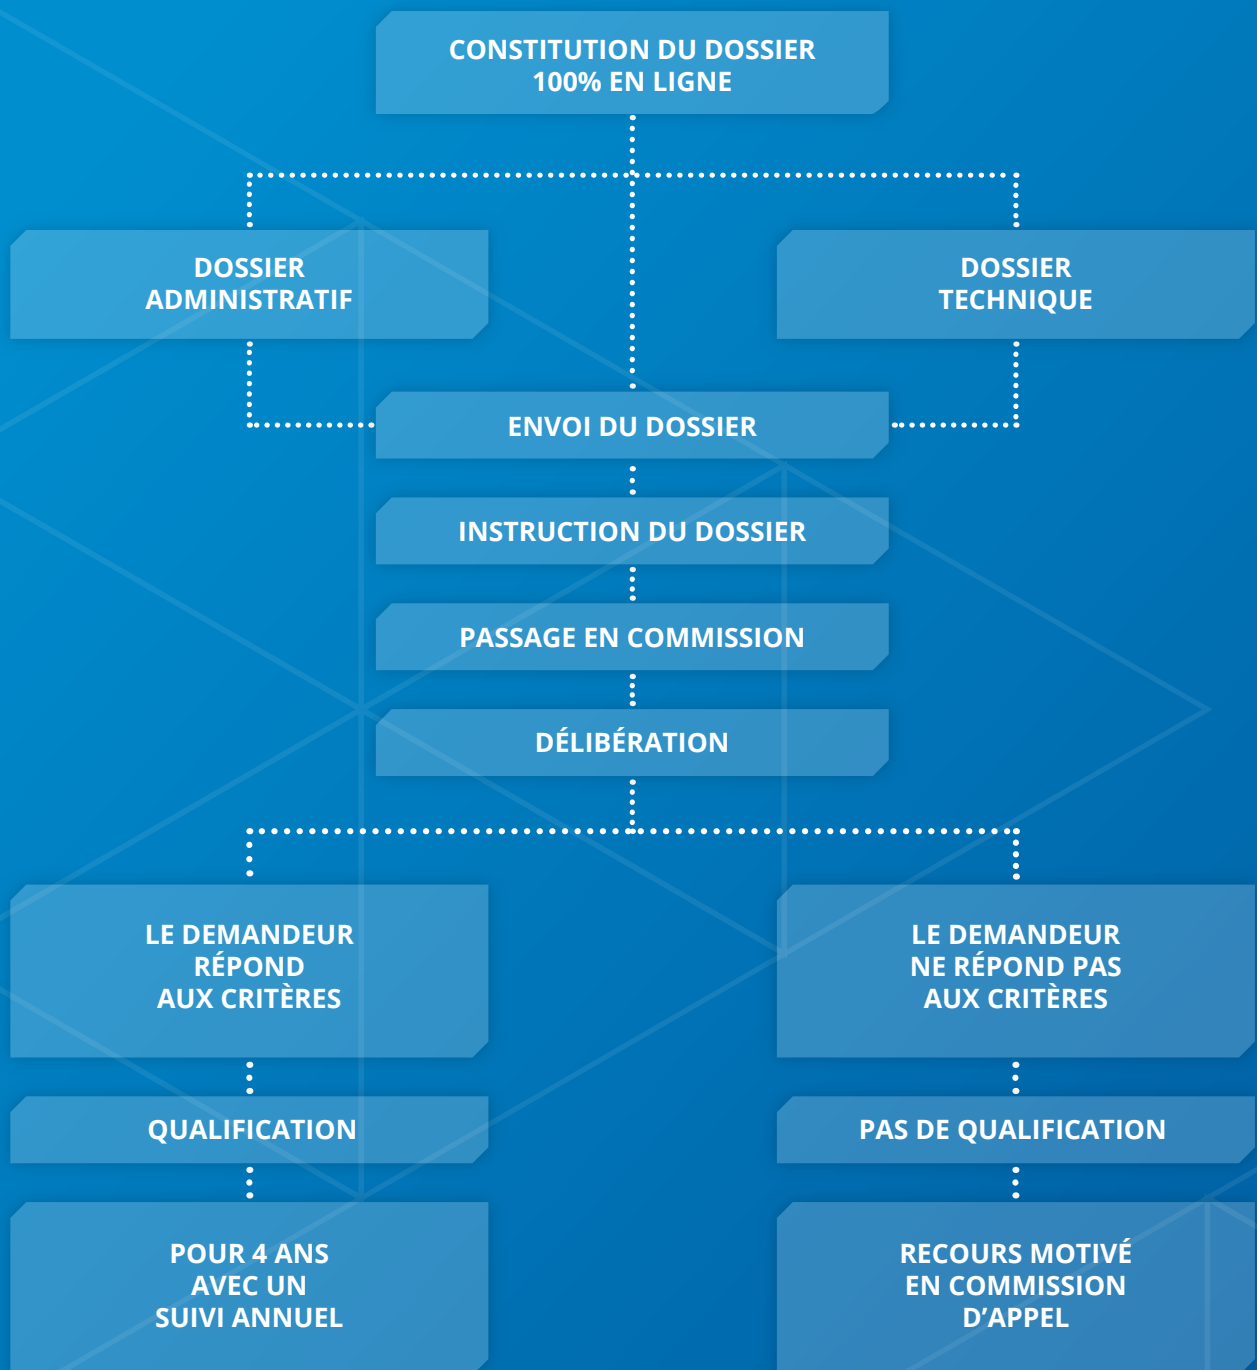 CONSTITUTION DU DOSSIER
100% EN LIGNE
DOSSIER
ADMINISTRATIF
DOSSIER
TECHNIQUE
ENVOI DU DOSSIER
INSTRUCTION DU DOSSIER
PASSAGE EN COMMISSION
DÉLIBÉRATION
LE DEMANDEUR
RÉPOND
AUX CRITÈRES
LE DEMANDEUR
NE RÉPOND PAS
AUX CRITÈRES
QUALIFICATION
PAS DE QUALIFICATION
POUR 4 ANS
AVEC UN
SUIVI ANNUEL
RECOURS MOTIVÉ
EN COMMISSION
D’APPEL